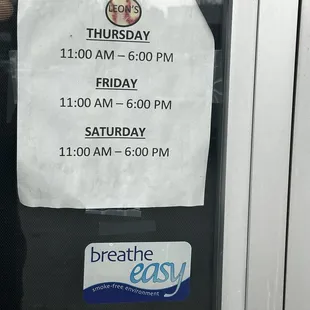 LEON'S
THURSDAY
11:00 AM – 6:00 PM
FRIDAY
11:00 AM – 6:00 PM
SATURDAY
11:00 AM – 6:00 PM
breathe
easy
smoke-free environment